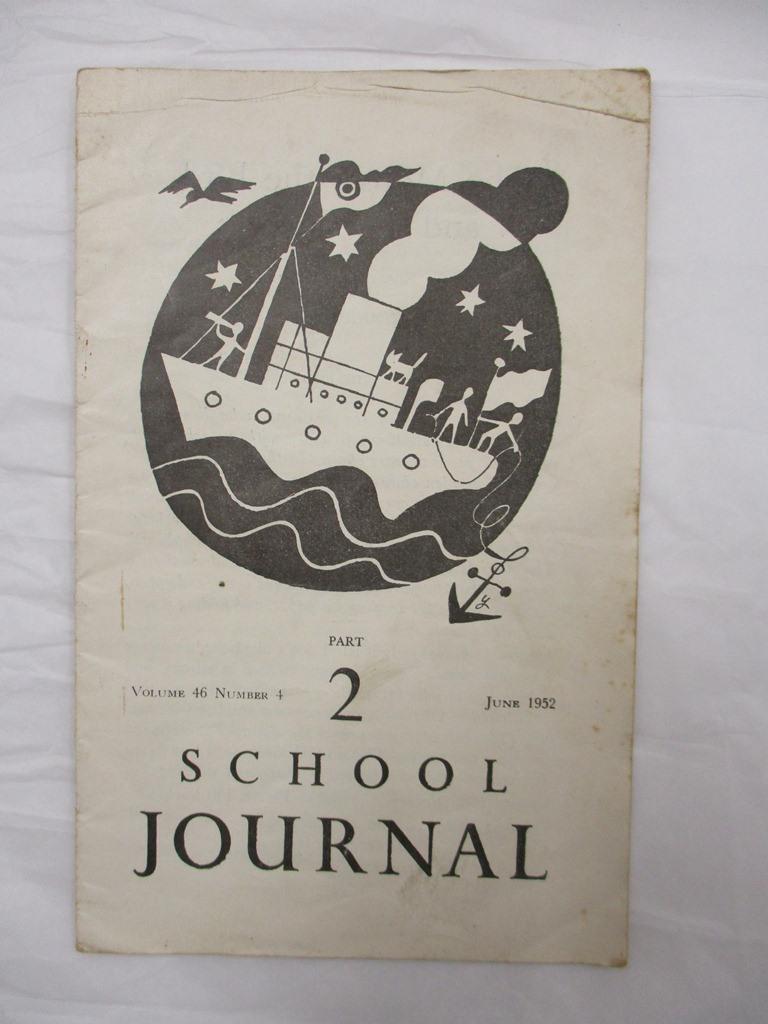 PART
2
VOLUME 46 NUMBER 4
JUNE 1952
SCHOOL
JOURNAL